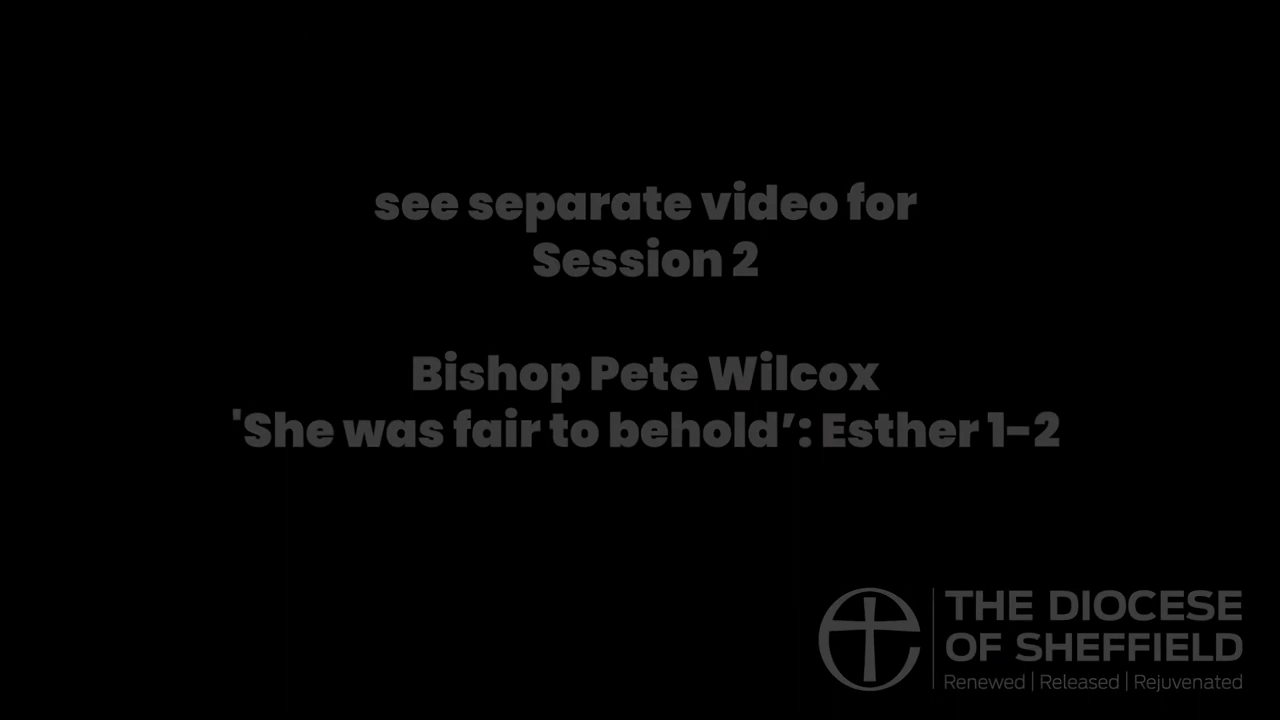 see separate video for
Session 2
Bishop Pete Wilcox
'She was fair to behold’: Esther 1-2
THE DIOCESE
OF SHEFFIELD
Renewed | Released | Rejuvenated